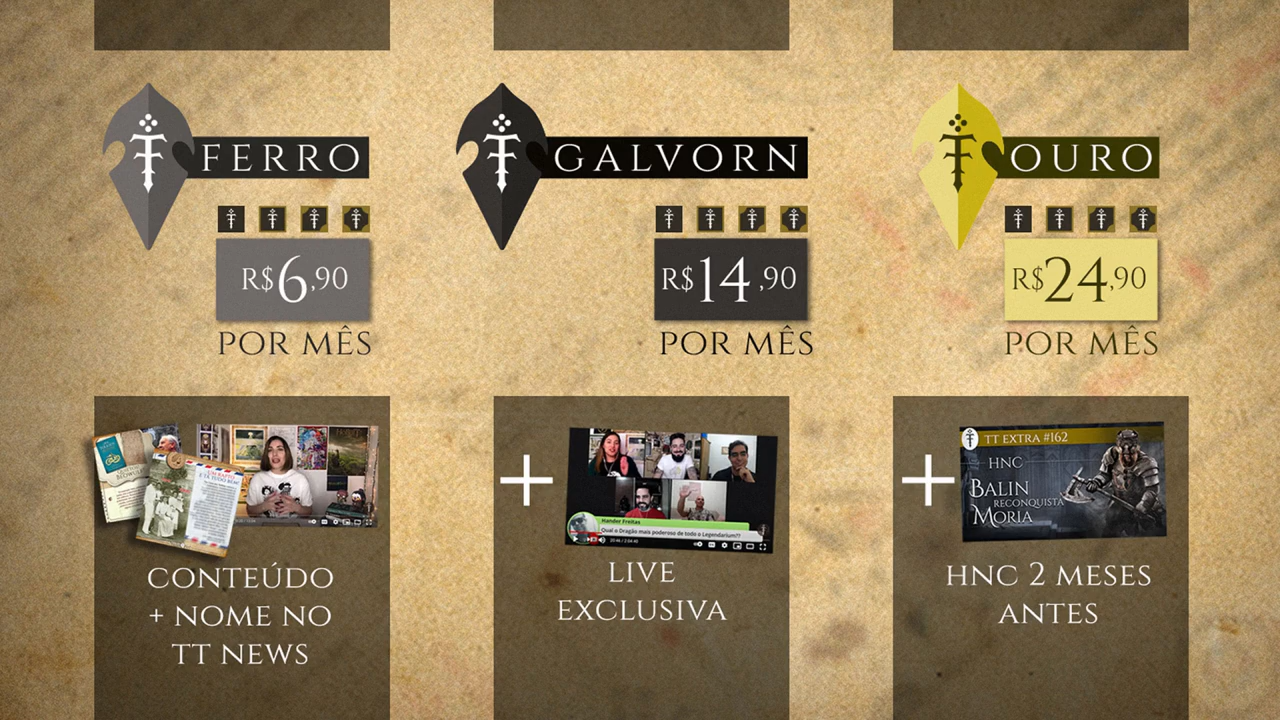 FERRO
GALVORN
OURO
R$6,90
R$14,90
R$24,90
POR MÊS
POR MÊS
POR MÊS
CONTEÚDO
+ NOME NO
TT NEWS
+
Hander Freitas
Qual o Dragão mais poderoso de todo o Legendarium??
LIVE
EXCLUSIVA
+
TT EXTRA #162
HNC
BALIN
RECONQUISTA
MORIA
HNC 2 MESES
ANTES